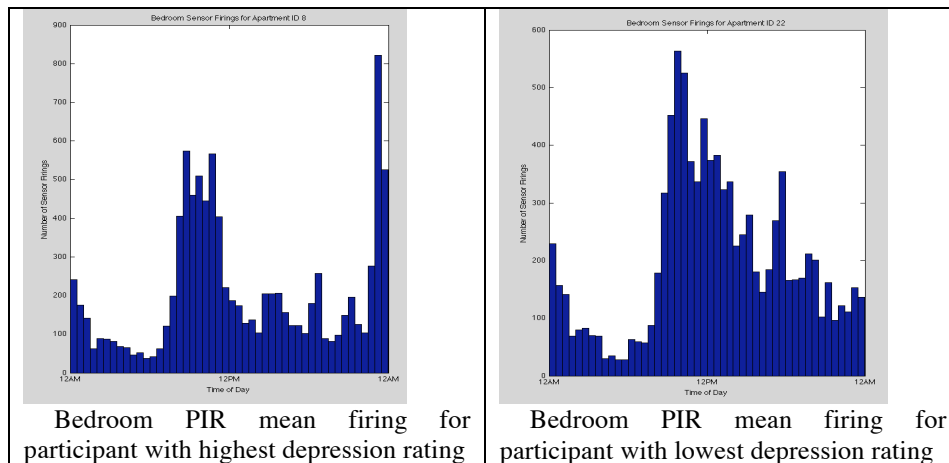 Bedroom Sensor Firings for Apartment ID 8
900
800
700
600
500
400
300
200
100
0
Number of Sensor Firings
12AM
12PM
12AM
Time of Day
Bedroom PIR mean firing for
participant with highest depression rating
Bedroom Sensor Firings for Apartment ID 22
600
500
400
300
200
100
0
Number of Sensor Firings
12AM
12PM
12AM
Time of Day
Bedroom PIR mean firing for
participant with lowest depression rating